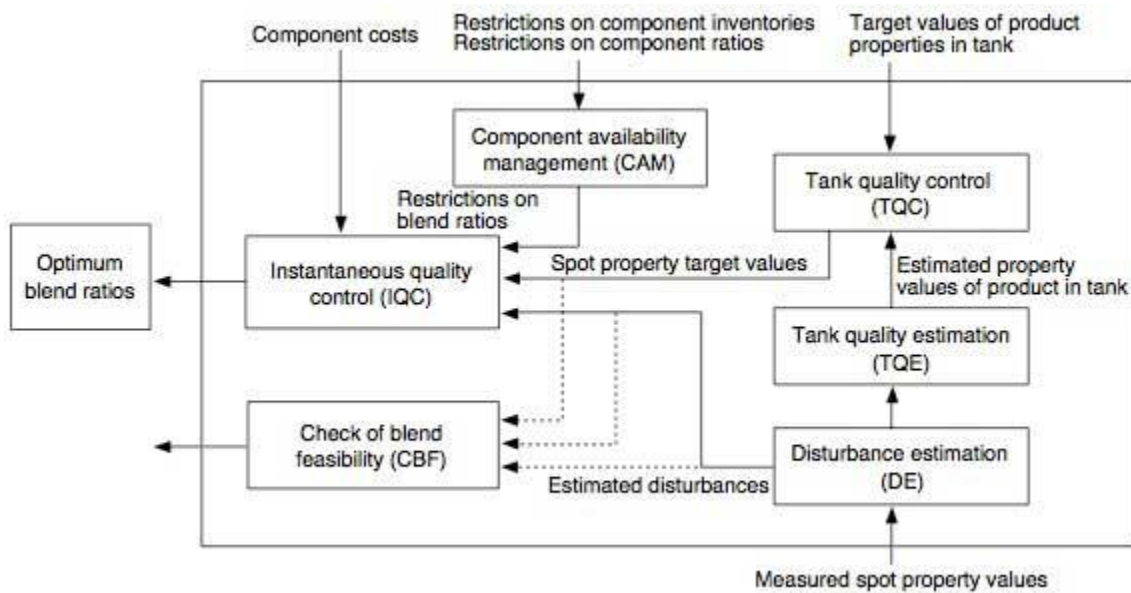 Component costs
Restrictions on component inventories
Restrictions on component ratios
Target values of product
properties in tank
Component availability
management (CAM)
Tank quality control
(TQC)
Restrictions on
blend ratios
Optimum
blend ratios
Instantaneous quality
control (IQC)
Spot property target values
Estimated property
values of product in tank
Tank quality estimation
(TQE)
Check of blend
feasibility (CBF)
Disturbance estimation
(DE)
Estimated disturbances
Measured spot property values